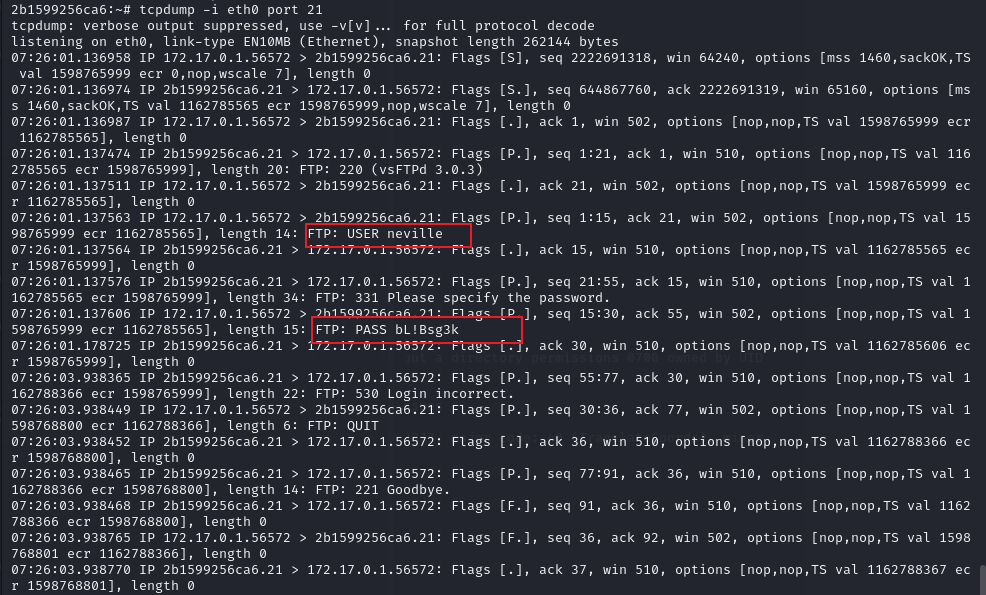 2b1599256ca6:~# tcpdump -i eth0 port 21
tcpdump: verbose output suppressed, use -v[v]... for full protocol decode
listening on eth0, link-type EN10MB (Ethernet), snapshot length 262144 bytes
07:26:01.136958 IP 172.17.0.1.56572 > 2b1599256ca6.21: Flags [S], seq 2222691318, win 64240, options [mss 1460,sackOK,TS
 val 1598765999 ecr 0,nop,wscale 7], length 0
07:26:01.136974 IP 2b1599256ca6.21 > 172.17.0.1.56572: Flags [S.], seq 644867760, ack 2222691319, win 65160, options [ms
s 1460,sackOK,TS val 1162785565 ecr 1598765999,nop,wscale 7], length 0
07:26:01.136987 IP 172.17.0.1.56572 > 2b1599256ca6.21: Flags [.], ack 1, win 502, options [nop,nop,TS val 1598765999 ecr
 1162785565], length 0
07:26:01.137474 IP 2b1599256ca6.21 > 172.17.0.1.56572: Flags [P.], seq 1:21, ack 1, win 510, options [nop,nop,TS val 116
2785565 ecr 1598765999], length 20: FTP: 220 (vsFTPd 3.0.3)
07:26:01.137511 IP 172.17.0.1.56572 > 2b1599256ca6.21: Flags [.], ack 21, win 502, options [nop,nop,TS val 1598765999 ec
r 1162785565], length 0
07:26:01.137563 IP 172.17.0.1.56572 > 2b1599256ca6.21: Flags [P.], seq 1:15, ack 21, win 502, options [nop,nop,TS val 15
98765999 ecr 1162785565], length 14: FTP: USER neville
07:26:01.137564 IP 2b1599256ca6.21 > 172.17.0.1.56572: Flags [.], ack 15, win 510, options [nop,nop,TS val 1162785565 ec
r 1598765999], length 0
07:26:01.137576 IP 2b1599256ca6.21 > 172.17.0.1.56572: Flags [P.], seq 21:55, ack 15, win 510, options [nop,nop,TS val 1
162785565 ecr 1598765999], length 34: FTP: 331 Please specify the password.
07:26:01.137606 IP 172.17.0.1.56572 > 2b1599256ca6.21: Flags [P.], seq 15:30, ack 55, win 502, options [nop,nop,TS val 1
598765999 ecr 1162785565], length 15: FTP: PASS bL!Bsg3k
07:26:01.178725 IP 2b1599256ca6.21 > 172.17.0.1.56572: Flags [.], ack 30, win 510, options [nop,nop,TS val 1162785606 ec
r 1598765999], length 0
07:26:03.938365 IP 2b1599256ca6.21 > 172.17.0.1.56572: Flags [P.], seq 55:77, ack 30, win 510, options [nop,nop,TS val 1
162788366 ecr 1598765999], length 22: FTP: 530 Login incorrect.
07:26:03.938449 IP 172.17.0.1.56572 > 2b1599256ca6.21: Flags [P.], seq 30:36, ack 77, win 502, options [nop,nop,TS val 1
598768800 ecr 1162788366], length 6: FTP: QUIT
07:26:03.938452 IP 2b1599256ca6.21 > 172.17.0.1.56572: Flags [.], ack 36, win 510, options [nop,nop,TS val 1162788366 ec
r 1598768800], length 0
07:26:03.938465 IP 2b1599256ca6.21 > 172.17.0.1.56572: Flags [P.], seq 77:91, ack 36, win 510, options [nop,nop,TS val 1
162788366 ecr 1598768800], length 14: FTP: 221 Goodbye.
07:26:03.938468 IP 2b1599256ca6.21 > 172.17.0.1.56572: Flags [F.], seq 91, ack 36, win 510, options [nop,nop,TS val 1162
788366 ecr 1598768800], length 0
07:26:03.938765 IP 172.17.0.1.56572 > 2b1599256ca6.21: Flags [F.], seq 36, ack 92, win 502, options [nop,nop,TS val 1598
768801 ecr 1162788366], length 0
07:26:03.938770 IP 2b1599256ca6.21 > 172.17.0.1.56572: Flags [.], ack 37, win 510, options [nop,nop,TS val 1162788367 ec
r 1598768801], length 0